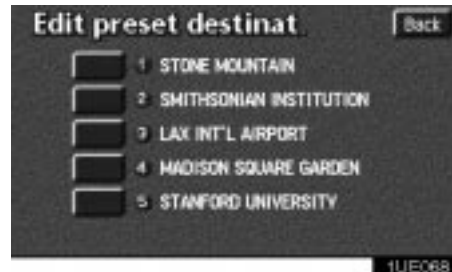 Edit preset destinat
Back
1 STONE MOUNTAIN
2 SMITHSONIAN INSTITUTION
3 LAX INT'L AIRPORT
4 MADISON SQUARE GARDEN
5 STANFORD UNIVERSITY
1UE068